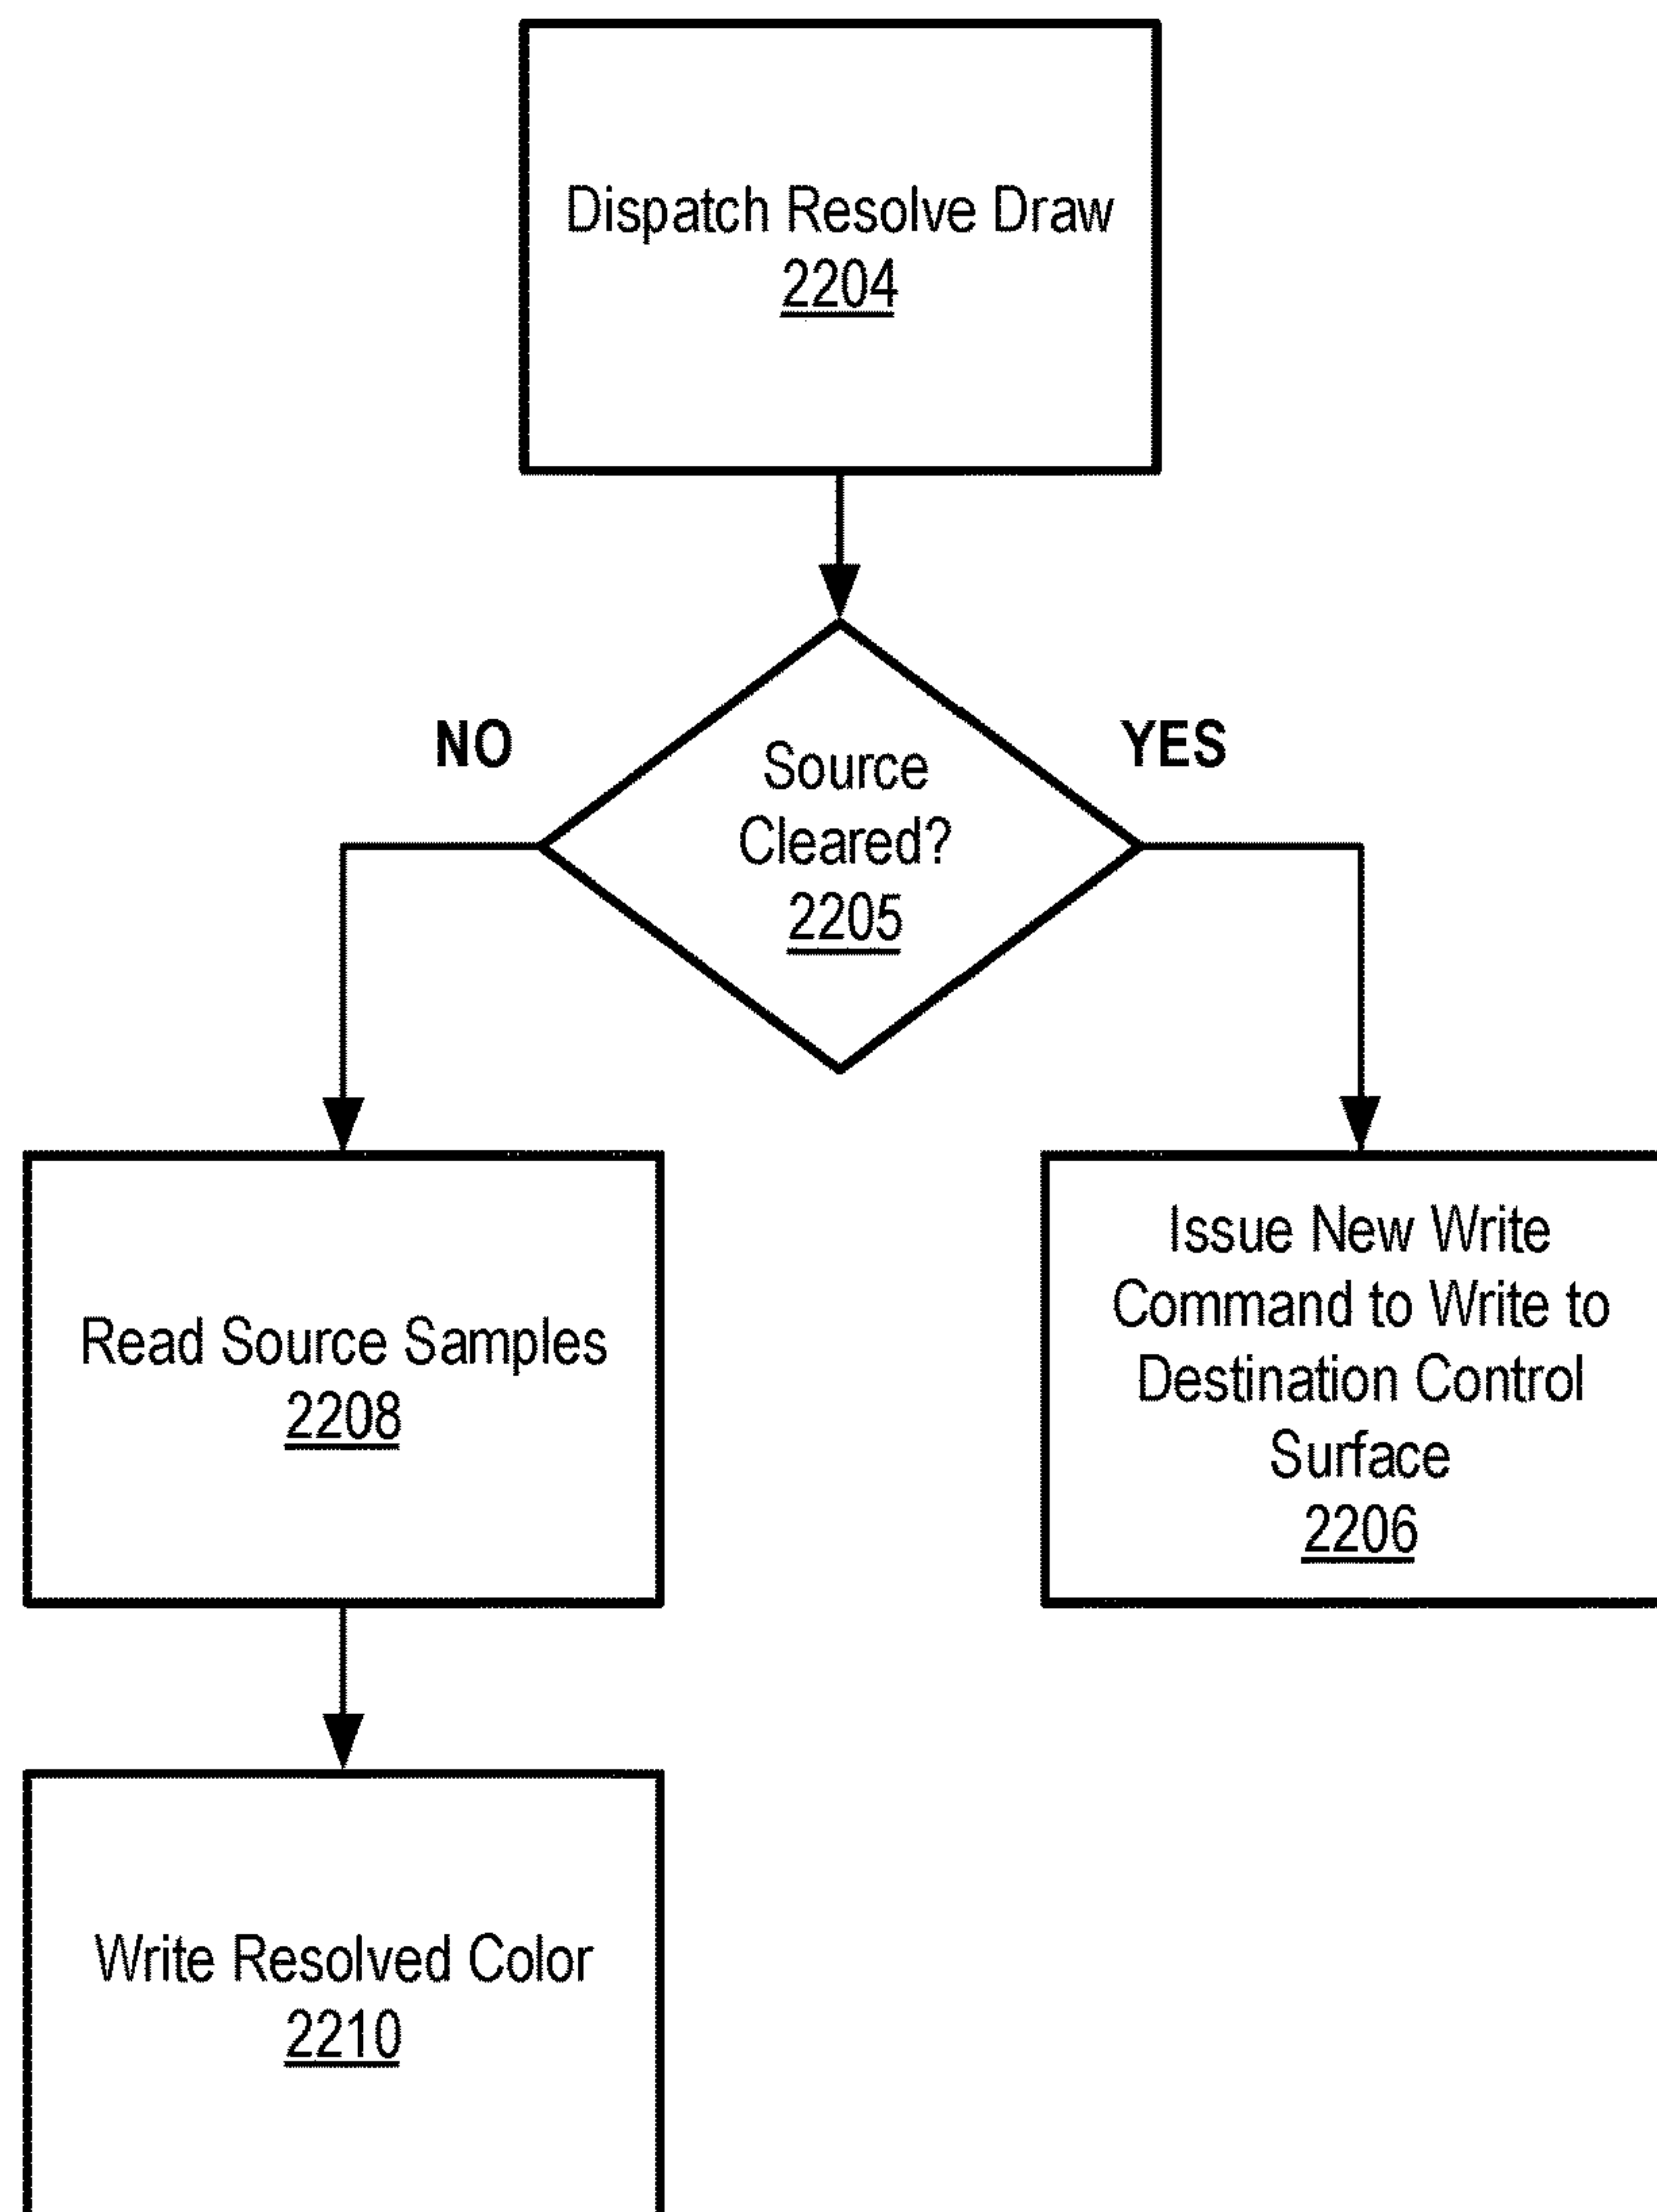 Dispatch Resolve Draw
2204
NO
YES
Source
Cleared?
2205
Read Source Samples
2208
Issue New Write
Command to Write to
Destination Control
Surface
2206
Write Resolved Color
2210